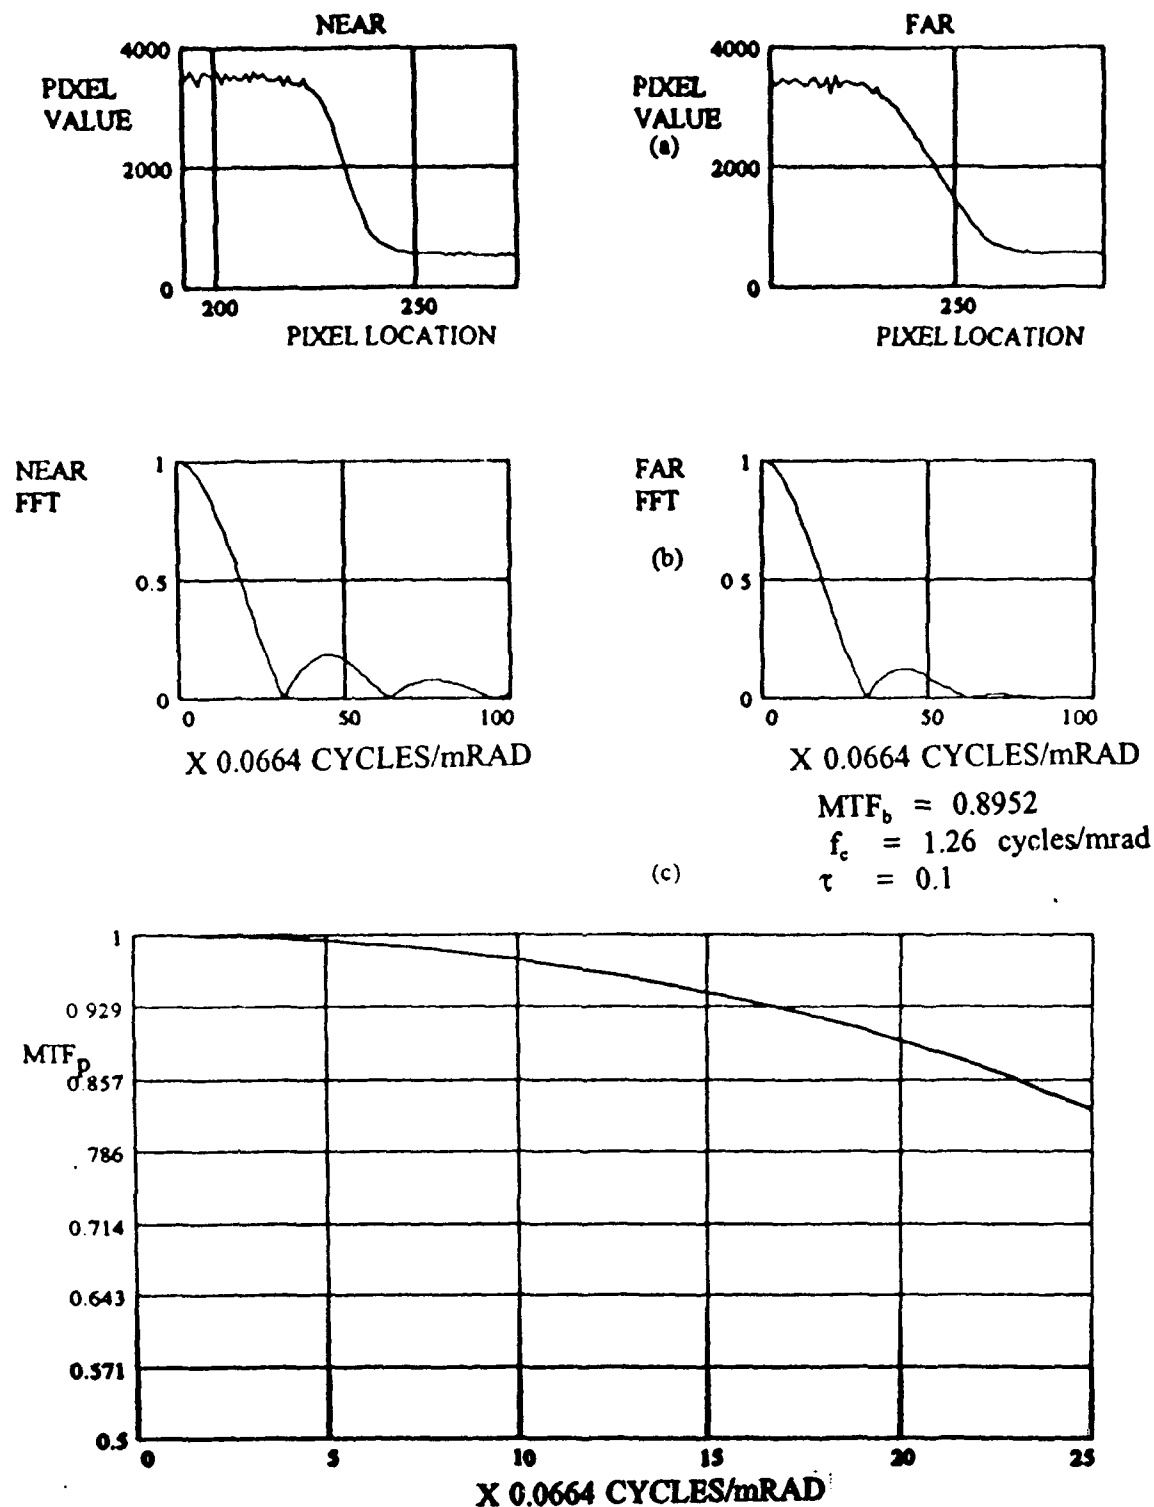 NEAR
4000
PIXEL
VALUE
2000
0
200
250
PIXEL LOCATION
FAR
4000
PIXEL
VALUE
(a)
2000
0
250
PIXEL LOCATION
NEAR
FFT
1
0.5
0
0
50
100
X 0.0664 CYCLES/mRAD
FAR
FFT
(b)
1
0 5
0
0
50
100
X 0.0664 CYCLES/mRAD
MTFb = 0.8952
fc = 1.26 cycles/mrad
τ = 0.1
(c)
1
0 929
MTFp
0.857
786
0.714
0.643
0.571
0.5
0
5
10
15
20
25
X 0.0664 CYCLES/mRAD